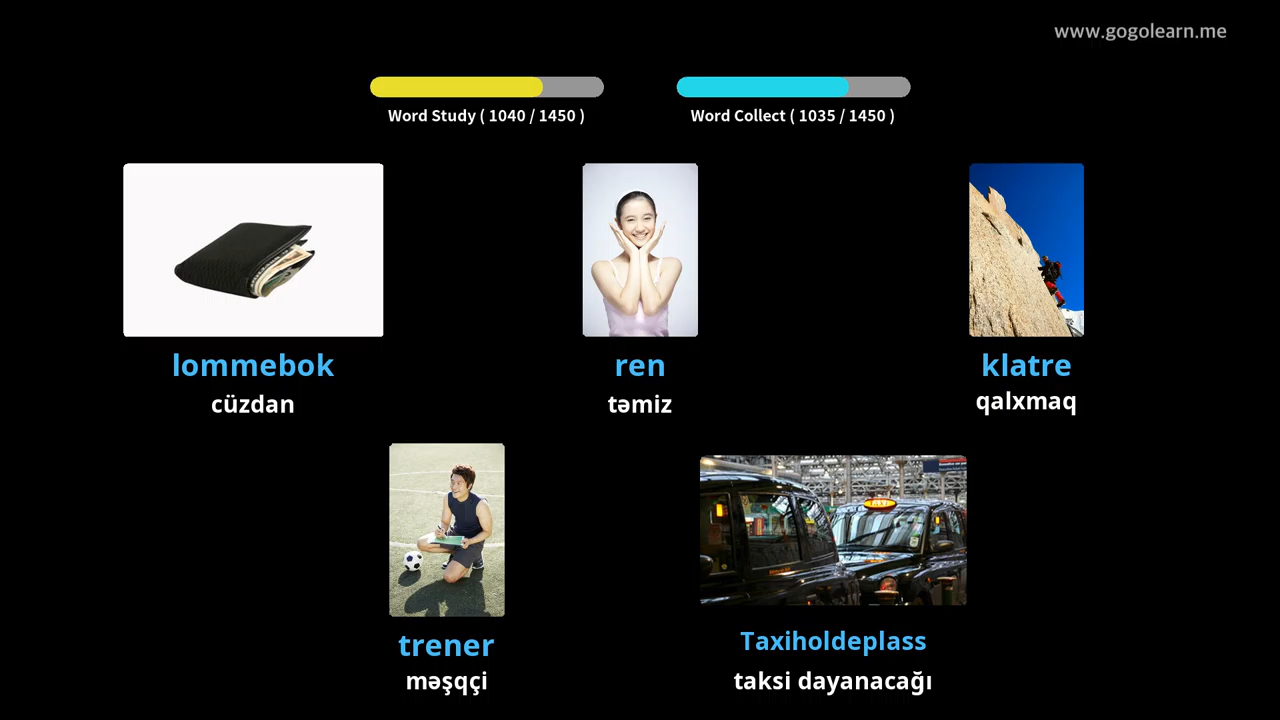 www.gogolearn.me
Word Study ( 1040 / 1450 )
Word Collect ( 1035 / 1450 )
lommebok
ren
klatre
cüzdan
təmiz
qalxmaq
TAXI
trener
Taxiholdeplass
məşqçi
taksi dayanacağı